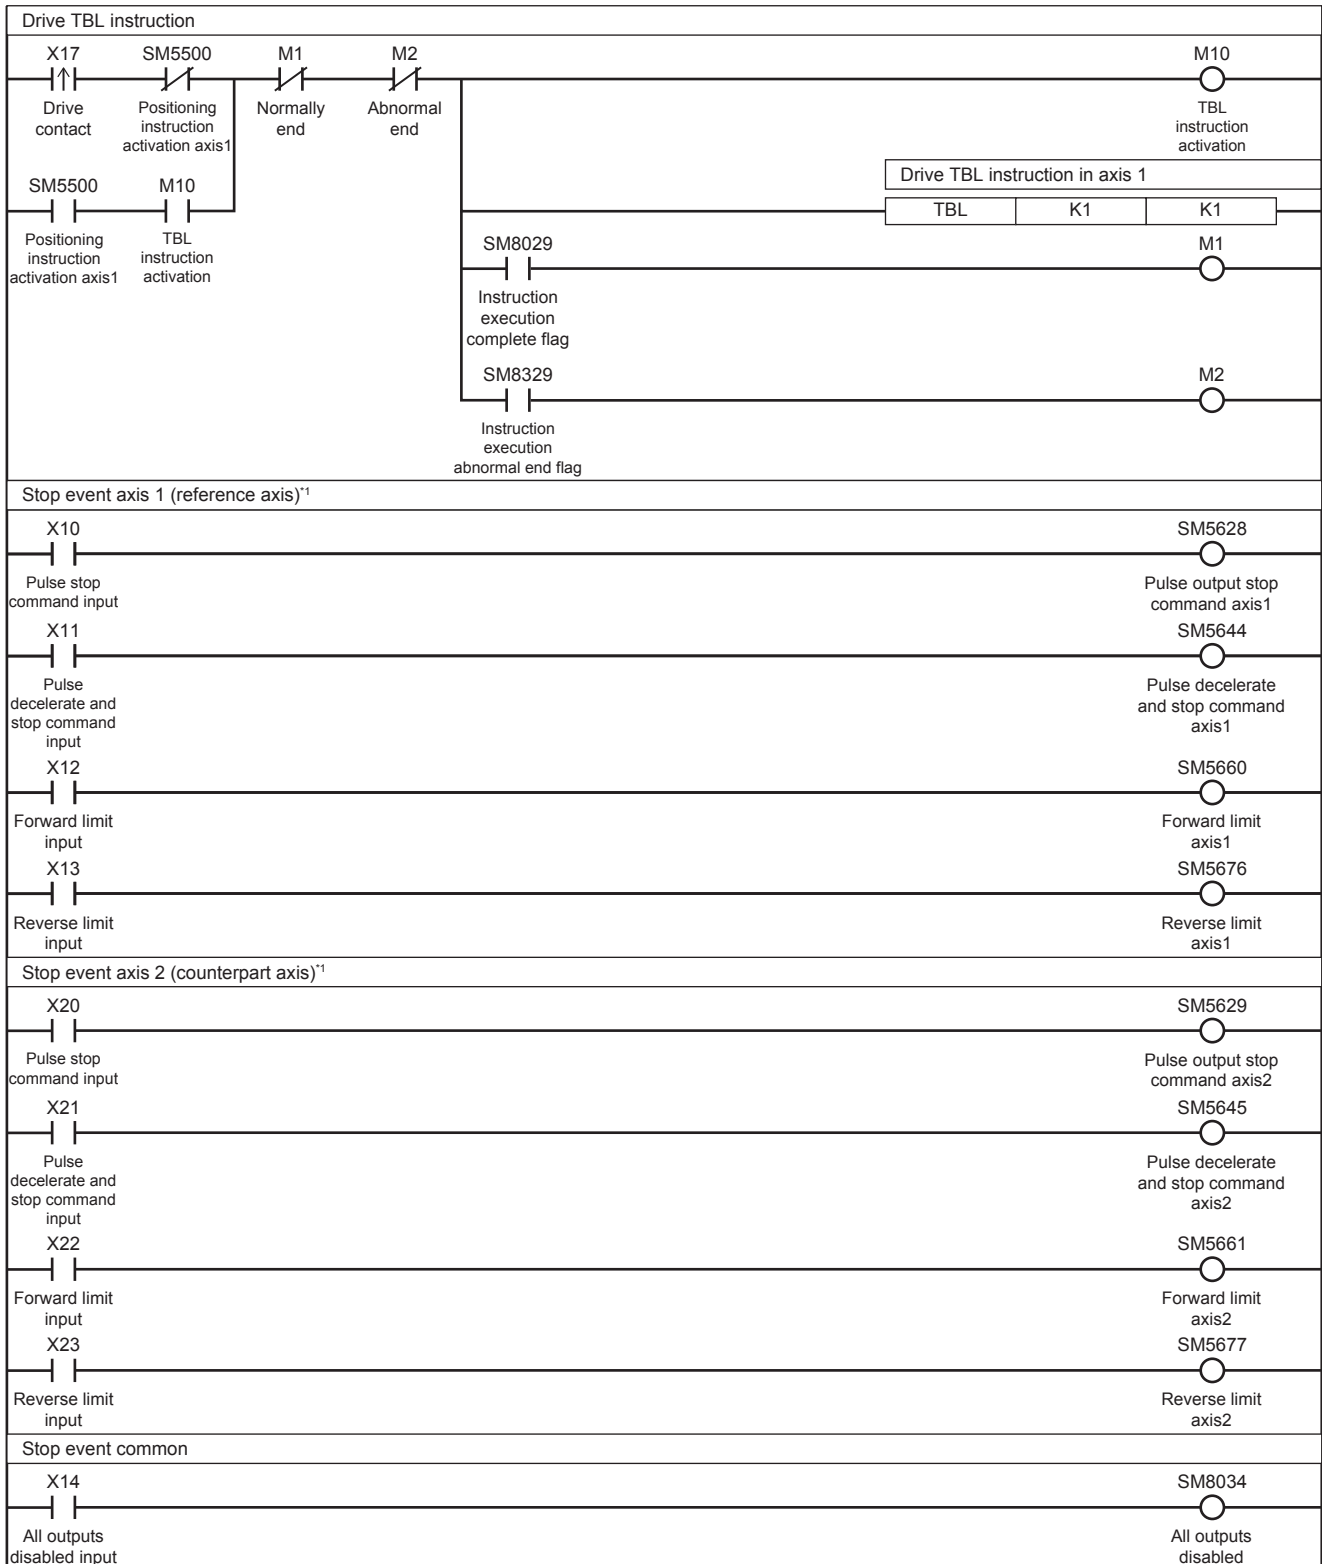 Drive TBL instruction
X17 SM5500 M1 M2 M10
Drive contact
Positioning instruction activation axis1
Normally end
Abnormal end
TBL instruction activation
Drive TBL instruction in axis 1
SM5500 M10
TBL K1 K1
Positioning instruction activation axis1
TBL instruction activation
SM8029 M1
Instruction execution complete flag
SM8329 M2
Instruction execution abnormal end flag
Stop event axis 1 (reference axis)*1
X10 SM5628
Pulse stop command input
Pulse output stop command axis1
X11 SM5644
Pulse decelerate and stop command input
Pulse decelerate and stop command axis1
X12 SM5660
Forward limit input
Forward limit axis1
X13 SM5676
Reverse limit input
Reverse limit axis1
Stop event axis 2 (counterpart axis)*1
X20 SM5629
Pulse stop command input
Pulse output stop command axis2
X21 SM5645
Pulse decelerate and stop command input
Pulse decelerate and stop command axis2
X22 SM5661
Forward limit input
Forward limit axis2
X23 SM5677
Reverse limit input
Reverse limit axis2
Stop event common
X14 SM8034
All outputs disabled input
All outputs disabled